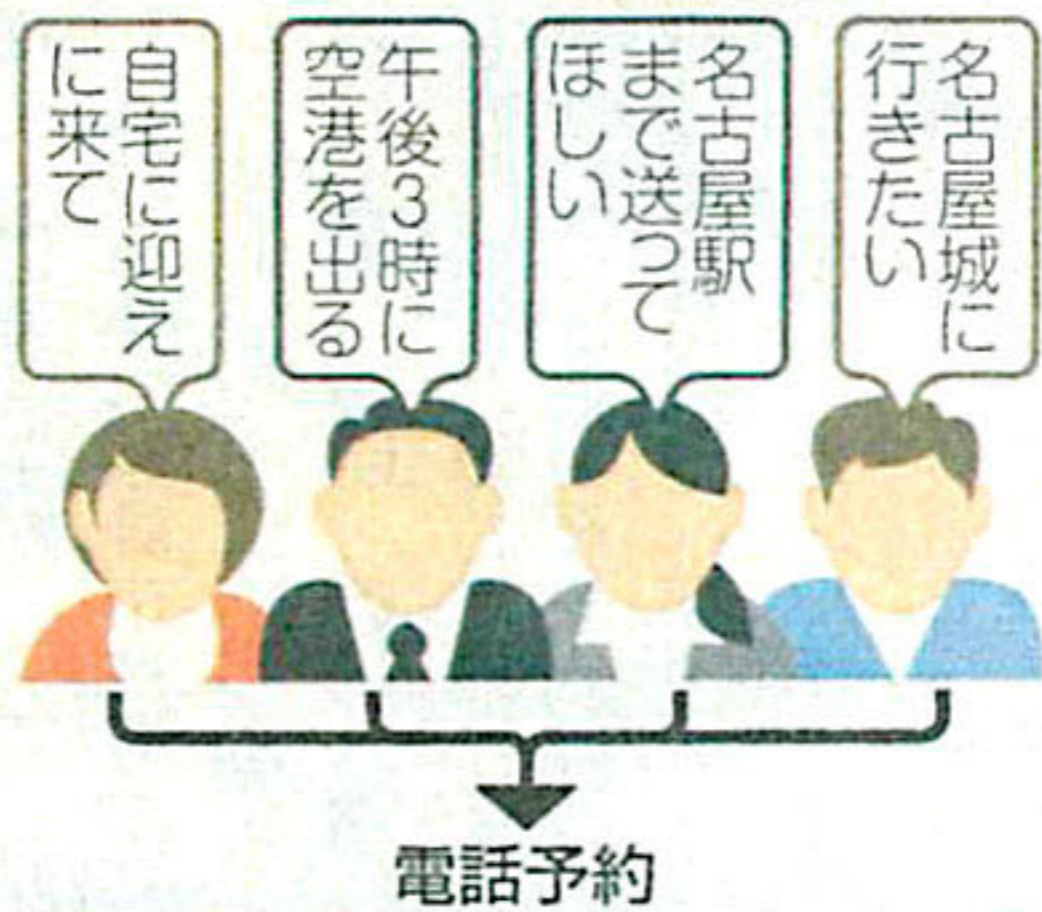 名古屋城に
行きたい
名古屋駅
まで送って
ほしい
午後3時に
空港を出る
自宅に迎え
に来て
電話予約